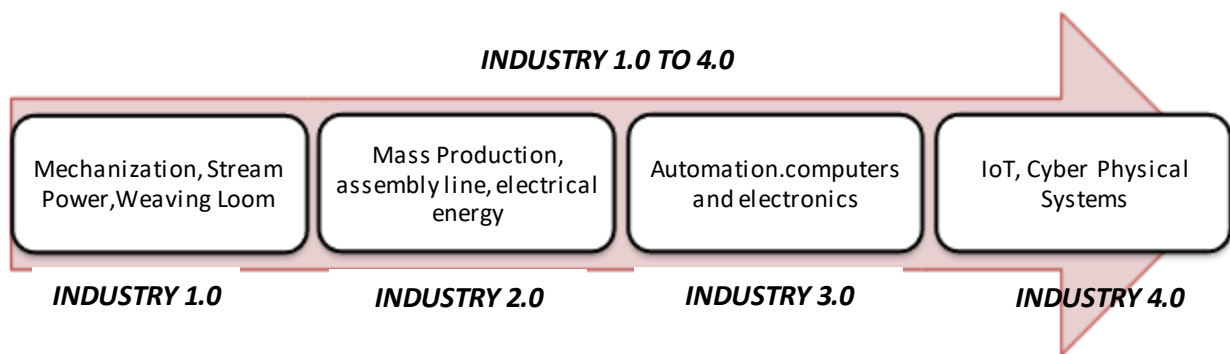 INDUSTRY 1.0 TO 4.0
Mechanization, Stream
Power,Weaving Loom
Mass Production,
assembly line, electrical
energy
Automation.computers
and electronics
IoT, Cyber Physical
Systems
INDUSTRY 1.0
INDUSTRY 2.0
INDUSTRY 3.0
INDUSTRY 4.0